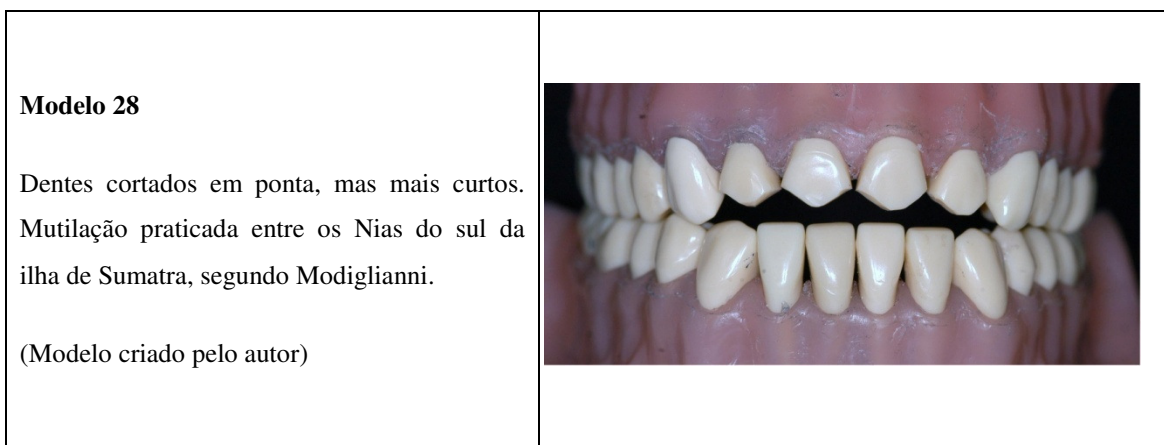 Modelo 28
Dentes cortados em ponta, mas mais curtos.
Mutilação praticada entre os Nias do sul da
ilha de Sumatra, segundo Modiglianni.
(Modelo criado pelo autor)